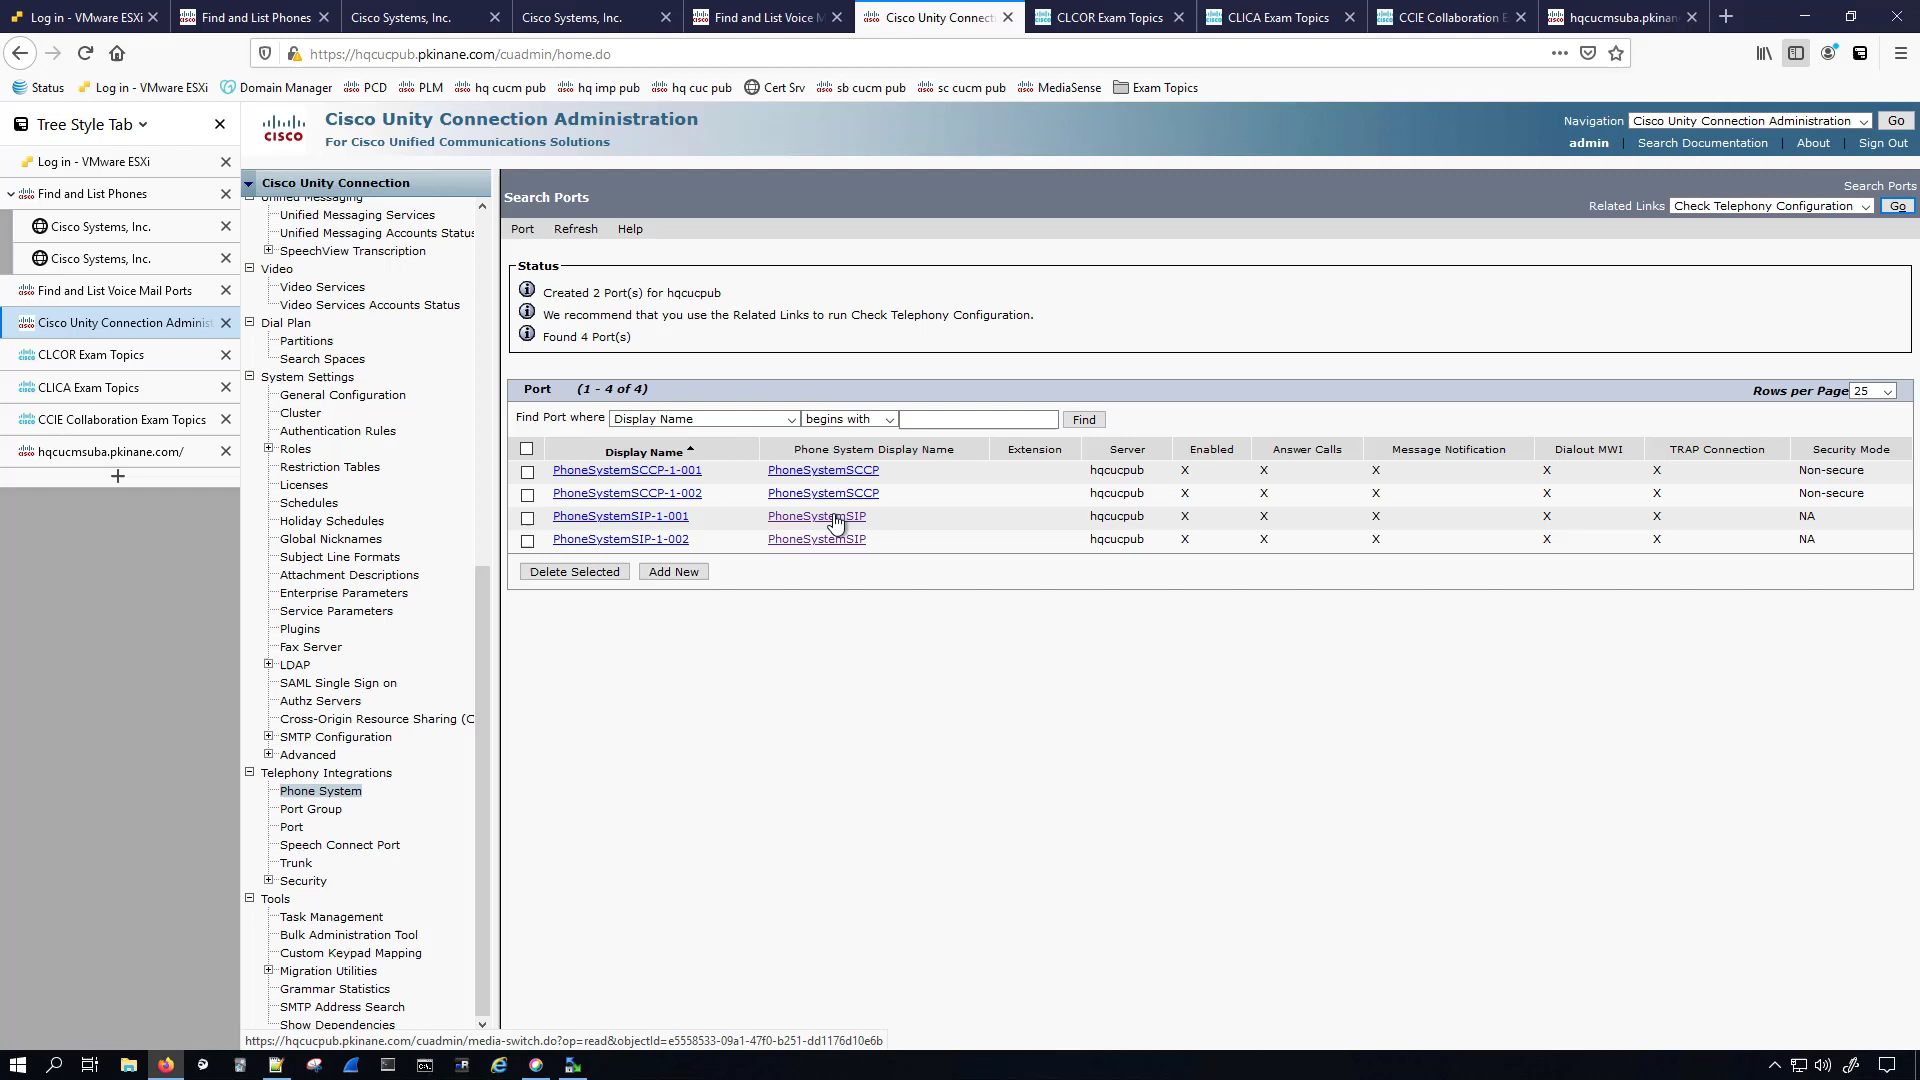 Log in - VMware ESXi
Find and List Phones
Cisco Systems, Inc.
Cisco Systems, Inc.
Find and List Voice M
Cisco Unity Connecti
CLCOR Exam Topics
CLICA Exam Topics
CCIE Collaboration E
hqcucmsuba.pkinan
https://hqcucpub.pkinane.com/cuadmin/home.do
Status
Log in - VMware ESXi
Domain Manager
PCD
PLM
hq cucm pub
hq imp pub
hq cuc pub
Cert Srv
sb cucm pub
sc cucm pub
MediaSense
Exam Topics
Tree Style Tab
Log in - VMware ESXi
Find and List Phones
Cisco Systems, Inc.
Cisco Systems, Inc.
Find and List Voice Mail Ports
Cisco Unity Connection Adminis
CLCOR Exam Topics
CLICA Exam Topics
CCIE Collaboration Exam Topics
hqcucmsuba.pkinane.com/
CISCO
Cisco Unity Connection Administration
For Cisco Unified Communications Solutions
Navigation Cisco Unity Connection Administration Go
admin | Search Documentation | About | Sign Out
Cisco Unity Connection
Unified Messaging
Unified Messaging Services
Unified Messaging Accounts Status
SpeechView Transcription
Video
Video Services
Video Services Accounts Status
Dial Plan
Partitions
Search Spaces
System Settings
General Configuration
Cluster
Authentication Rules
Roles
Restriction Tables
Licenses
Schedules
Holiday Schedules
Global Nicknames
Subject Line Formats
Attachment Descriptions
Enterprise Parameters
Service Parameters
Plugins
Fax Server
LDAP
SAML Single Sign on
Authz Servers
Cross-Origin Resource Sharing (C
SMTP Configuration
Advanced
Telephony Integrations
Phone System
Port Group
Port
Speech Connect Port
Trunk
Security
Tools
Task Management
Bulk Administration Tool
Custom Keypad Mapping
Migration Utilities
Grammar Statistics
SMTP Address Search
Show Dependencies
Search Ports
Search Ports
Related Links Check Telephony Configuration Go
Port Refresh Help
Status
Created 2 Port(s) for hqcucpub
We recommend that you use the Related Links to run Check Telephony Configuration.
Found 4 Port(s)
Port (1 - 4 of 4)
Rows per Page 25
Find Port where Display Name begins with Find
Display Name Phone System Display Name Extension Server Enabled Answer Calls Message Notification Dialout MWI TRAP Connection Security Mode
PhoneSystemSCCP-1-001 PhoneSystemSCCP hqcucpub X X X X X Non-secure
PhoneSystemSCCP-1-002 PhoneSystemSCCP hqcucpub X X X X X Non-secure
PhoneSystemSIP-1-001 PhoneSystemSIP hqcucpub X X X X X NA
PhoneSystemSIP-1-002 PhoneSystemSIP hqcucpub X X X X X NA
Delete Selected Add New
https://hqcucpub.pkinane.com/cuadmin/media-switch.do?op=read&objectId=e5558533-09a1-47f0-b251-dd1176d10e6b